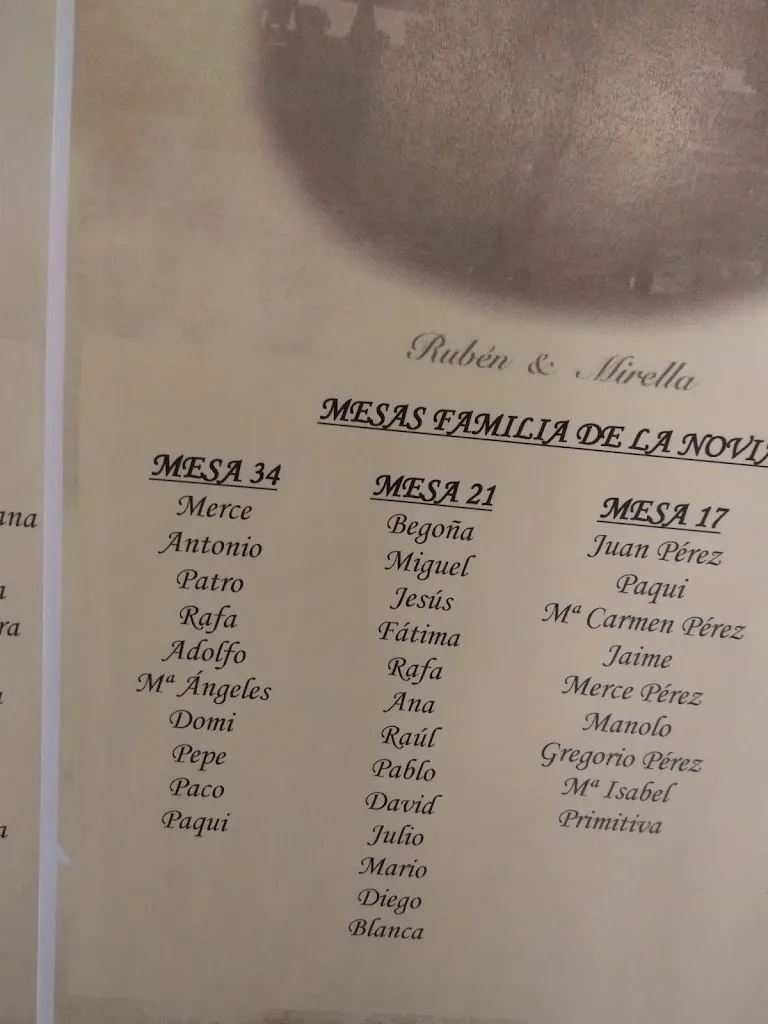 Rubén & Mirella
MESAS FAMILIA DE LA NOVIA
MESA 34
Merce
Antonio
Patro
Rafa
Adolfo
Mª Ángeles
Domi
Pepe
Paco
Paqui
MESA 21
Begoña
Miguel
Jesús
Fátima
Rafa
Ana
Raúl
Pablo
David
Julio
Mario
Diego
Blanca
MESA 17
Juan Pérez
Paqui
Mª Carmen Pérez
Jaime
Merce Pérez
Manolo
Gregorio Pérez
Mª Isabel
Primitiva